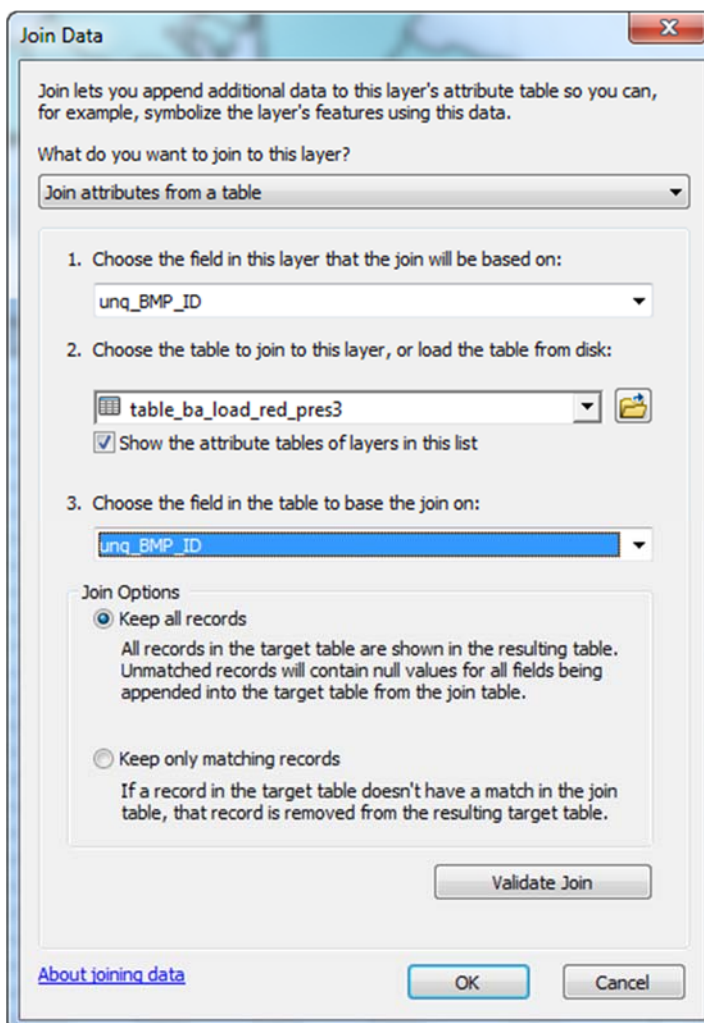 Join Data
Join lets you append additional data to this layer's attribute table so you can,
for example, symbolize the layer's features using this data.
What do you want to join to this layer?
Join attributes from a table
1. Choose the field in this layer that the join will be based on:
unq_BMP_ID
2. Choose the table to join to this layer, or load the table from disk:
table_ba_load_red_pres3
Show the attribute tables of layers in this list
3. Choose the field in the table to base the join on:
unq_BMP_ID
Join Options
Keep all records
All records in the target table are shown in the resulting table.
Unmatched records will contain null values for all fields being
appended into the target table from the join table.
Keep only matching records
If a record in the target table doesn't have a match in the join
table, that record is removed from the resulting target table.
Validate Join
About joining data
OK
Cancel